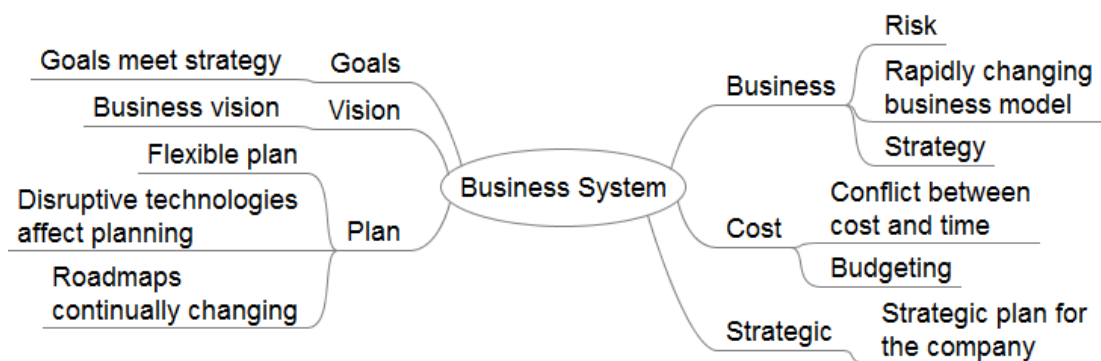 Goals meet strategy
Goals
Business vision
Vision
Flexible plan
Disruptive technologies
affect planning
Plan
Roadmaps
continually changing
Business System
Business
Risk
Rapidly changing
business model
Strategy
Cost
Conflict between
cost and time
Budgeting
Strategic
Strategic plan for
the company